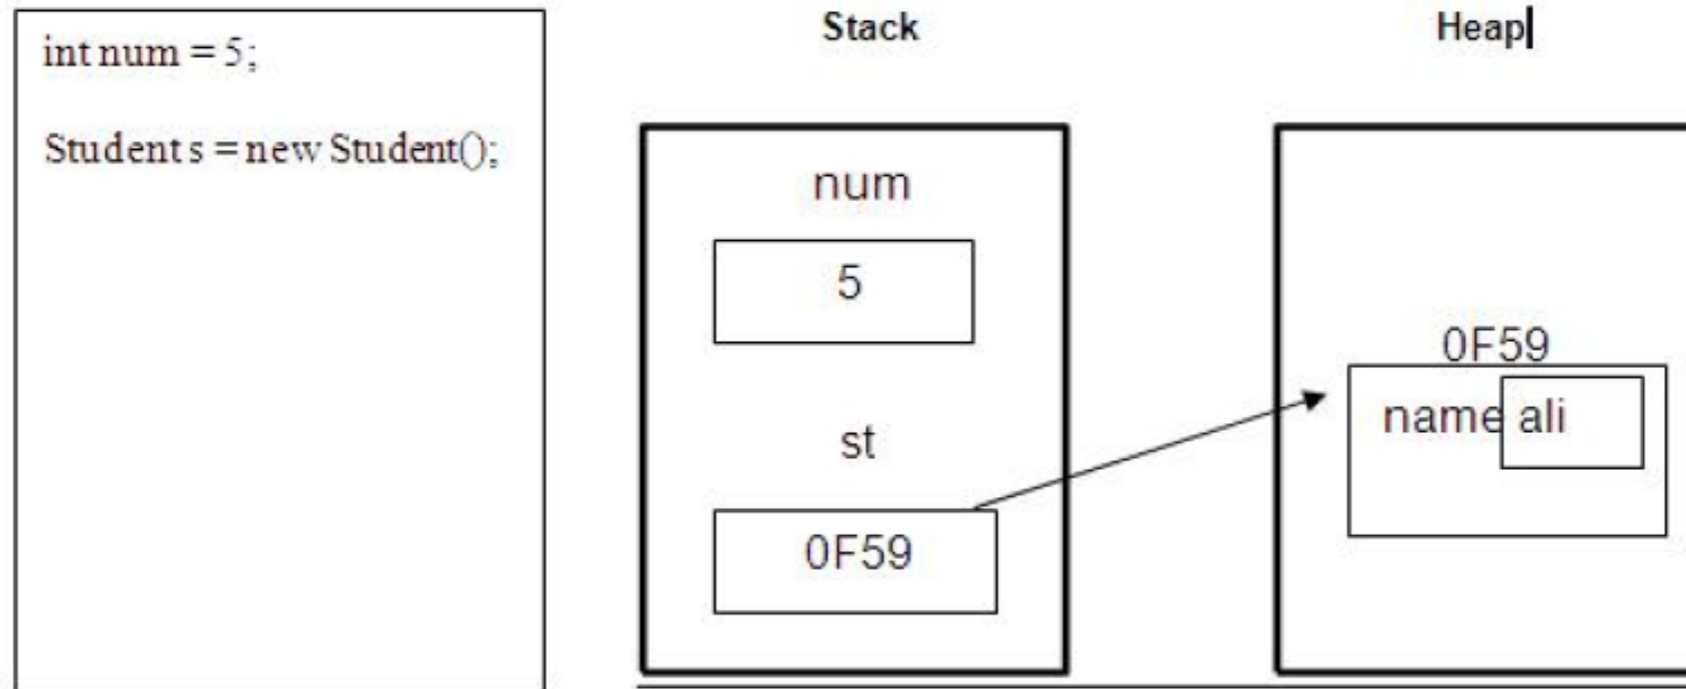 int num = 5;
Student s = new Student();
Stack
num
5
st
0F59
Heap
0F59
name ali